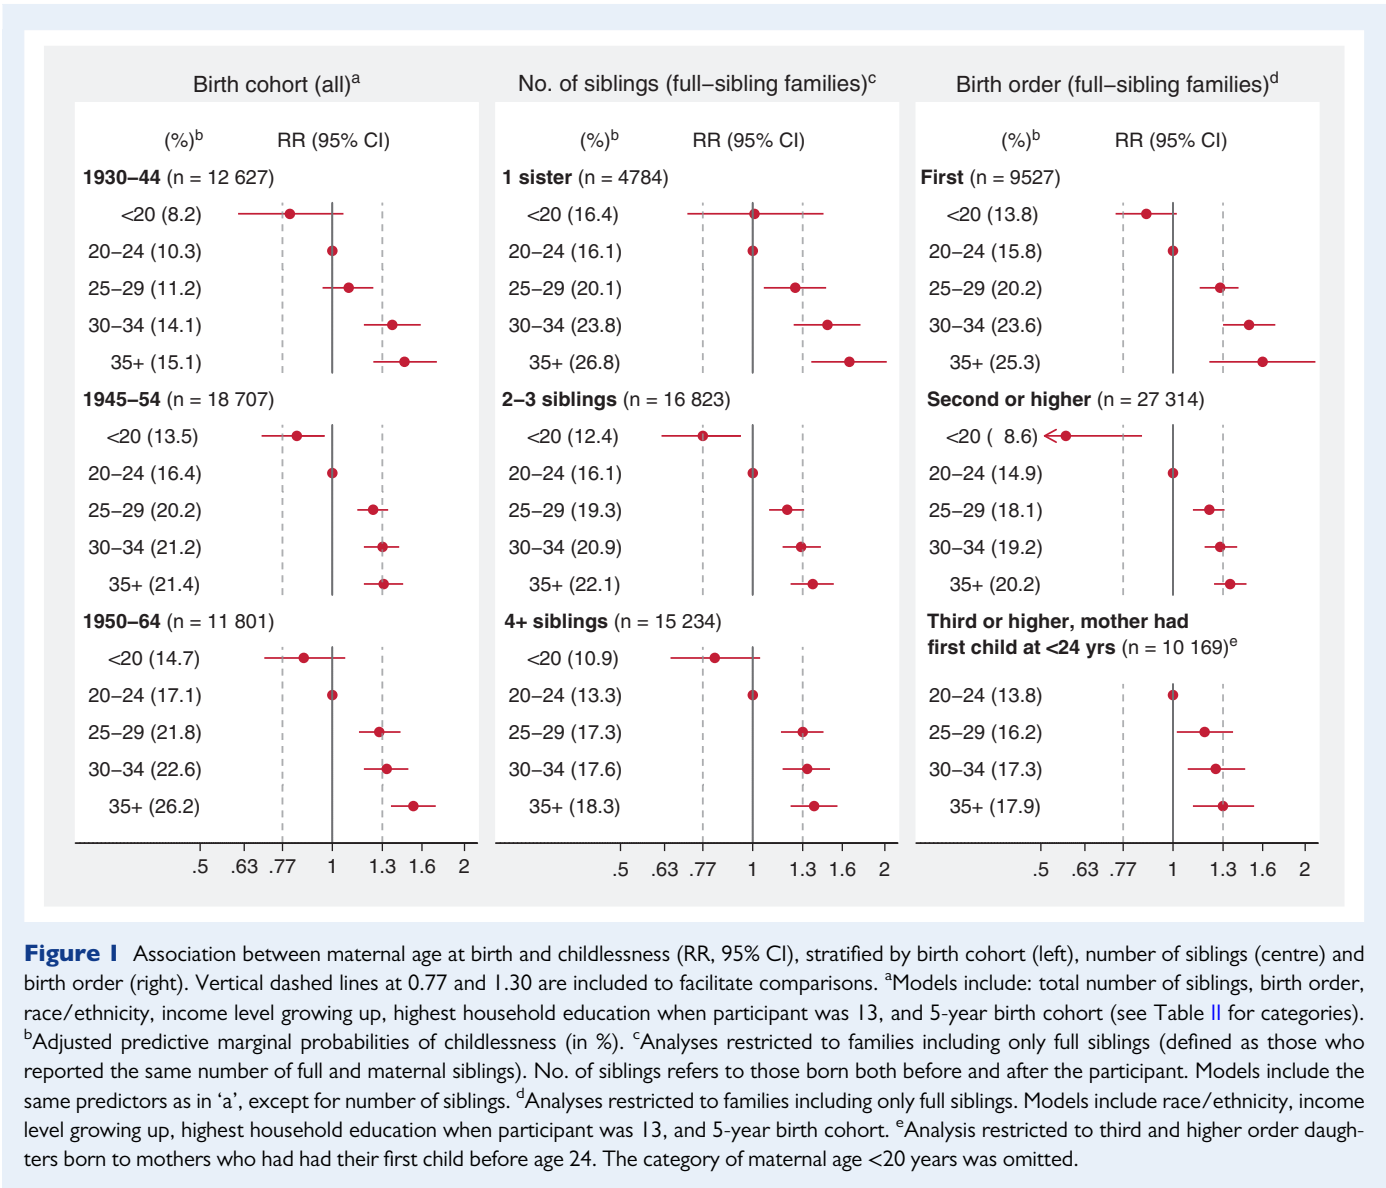 Birth cohort (all)a
(%)b RR (95% CI)
1930–44 (n = 12 627)
<20 (8.2)
20–24 (10.3)
25–29 (11.2)
30–34 (14.1)
35+ (15.1)
1945–54 (n = 18 707)
<20 (13.5)
20–24 (16.4)
25–29 (20.2)
30–34 (21.2)
35+ (21.4)
1950–64 (n = 11 801)
<20 (14.7)
20–24 (17.1)
25–29 (21.8)
30–34 (22.6)
35+ (26.2)
.5 .63 .77 1 1.3 1.6 2
No. of siblings (full–sibling families)c
(%)b RR (95% CI)
1 sister (n = 4784)
<20 (16.4)
20–24 (16.1)
25–29 (20.1)
30–34 (23.8)
35+ (26.8)
2–3 siblings (n = 16 823)
<20 (12.4)
20–24 (16.1)
25–29 (19.3)
30–34 (20.9)
35+ (22.1)
4+ siblings (n = 15 234)
<20 (10.9)
20–24 (13.3)
25–29 (17.3)
30–34 (17.6)
35+ (18.3)
.5 .63 .77 1 1.3 1.6 2
Birth order (full–sibling families)d
(%)b RR (95% CI)
First (n = 9527)
<20 (13.8)
20–24 (15.8)
25–29 (20.2)
30–34 (23.6)
35+ (25.3)
Second or higher (n = 27 314)
<20 ( 8.6)
20–24 (14.9)
25–29 (18.1)
30–34 (19.2)
35+ (20.2)
Third or higher, mother had
first child at <24 yrs (n = 10 169)e
20–24 (13.8)
25–29 (16.2)
30–34 (17.3)
35+ (17.9)
.5 .63 .77 1 1.3 1.6 2
Figure 1 Association between maternal age at birth and childlessness (RR, 95% CI), stratified by birth cohort (left), number of siblings (centre) and
birth order (right). Vertical dashed lines at 0.77 and 1.30 are included to facilitate comparisons. aModels include: total number of siblings, birth order,
race/ethnicity, income level growing up, highest household education when participant was 13, and 5-year birth cohort (see Table II for categories).
bAdjusted predictive marginal probabilities of childlessness (in %). cAnalyses restricted to families including only full siblings (defined as those who
reported the same number of full and maternal siblings). No. of siblings refers to those born both before and after the participant. Models include the
same predictors as in ‘a’, except for number of siblings. dAnalyses restricted to families including only full siblings. Models include race/ethnicity, income
level growing up, highest household education when participant was 13, and 5-year birth cohort. eAnalysis restricted to third and higher order daugh-
ters born to mothers who had had their first child before age 24. The category of maternal age <20 years was omitted.